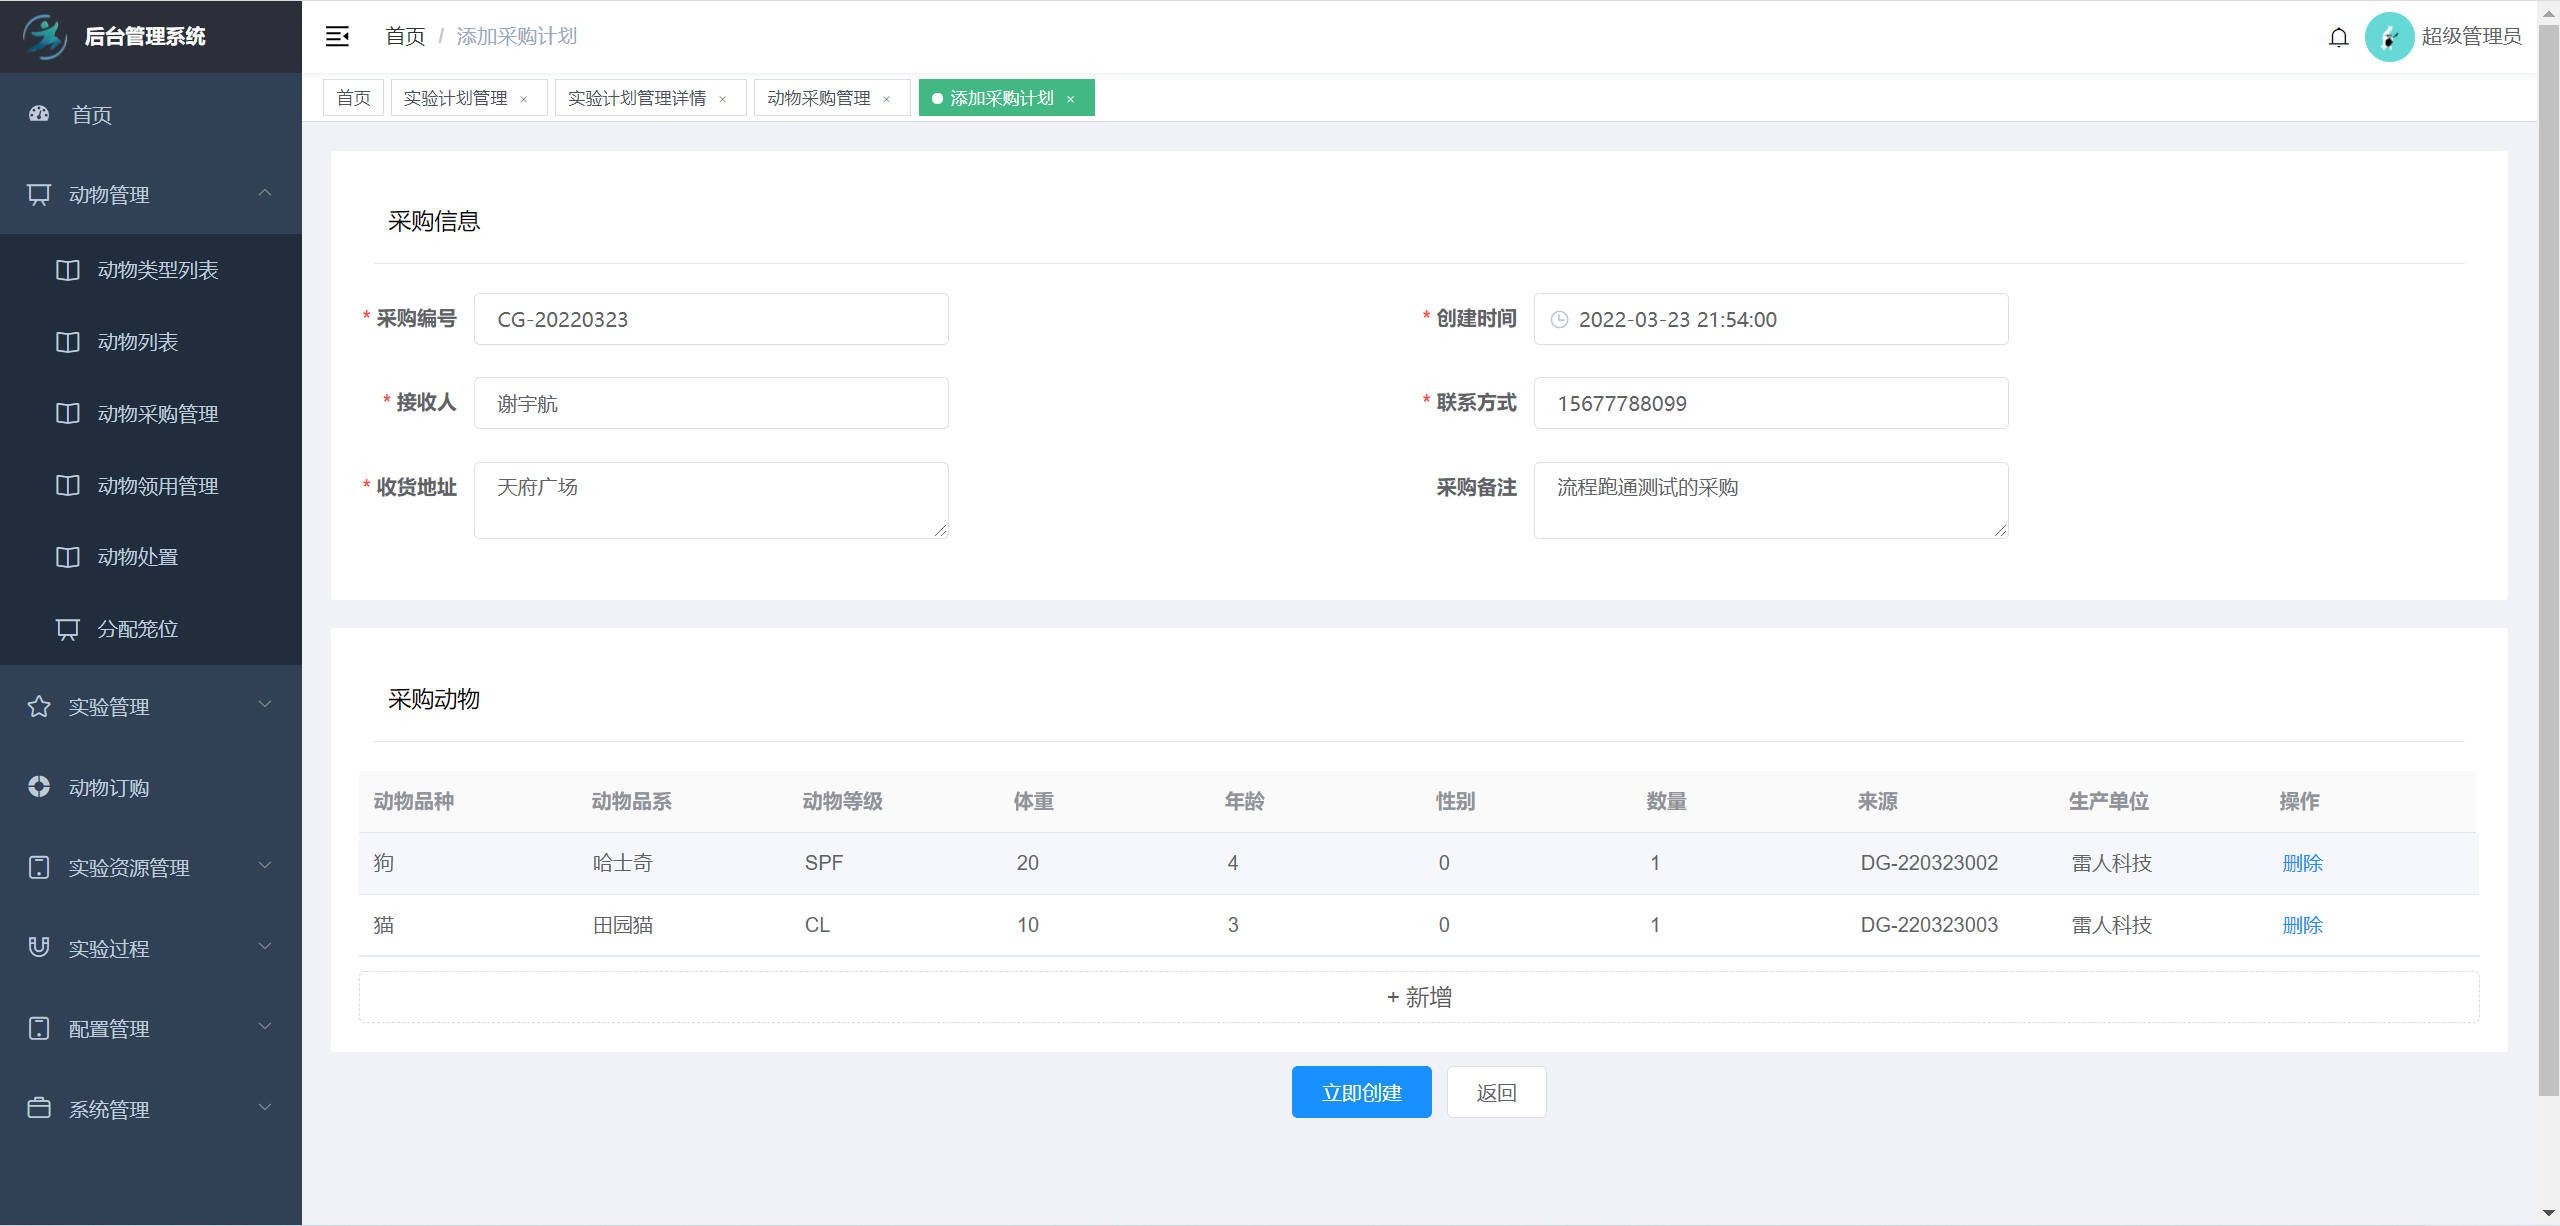 后台管理系统
首页
动物管理
动物类型列表
动物列表
动物采购管理
动物领用管理
动物处置
分配笼位
实验管理
动物订购
实验资源管理
实验过程
配置管理
系统管理
首页 / 添加采购计划
超级管理员
首页 实验计划管理 × 实验计划管理详情 × 动物采购管理 × 添加采购计划 ×
采购信息
* 采购编号 CG-20220323 * 创建时间 2022-03-23 21:54:00
* 接收人 谢宇航 * 联系方式 15677788099
* 收货地址 天府广场 采购备注 流程跑通测试的采购
采购动物
动物品种 动物品系 动物等级 体重 年龄 性别 数量 来源 生产单位 操作
狗 哈士奇 SPF 20 4 0 1 DG-220323002 雷人科技 删除
猫 田园猫 CL 10 3 0 1 DG-220323003 雷人科技 删除
+ 新增
立即创建 返回